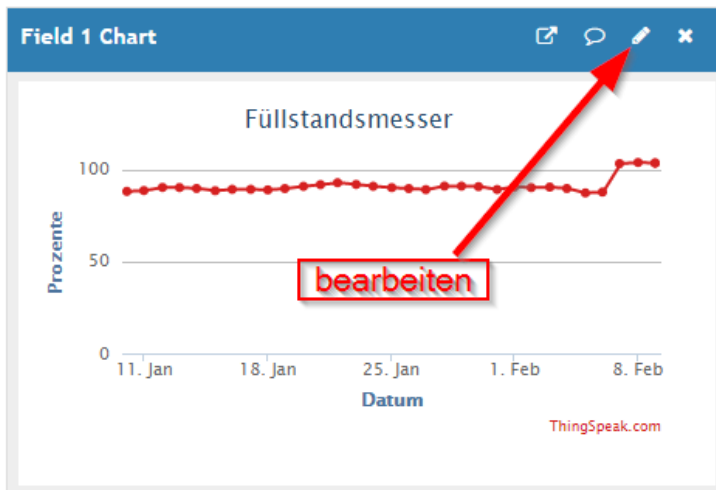 Field 1 Chart
Füllstandsmesser
100
50
0
Prozente
bearbeiten
11. Jan
18. Jan
25. Jan
1. Feb
8. Feb
Datum
ThingSpeak.com